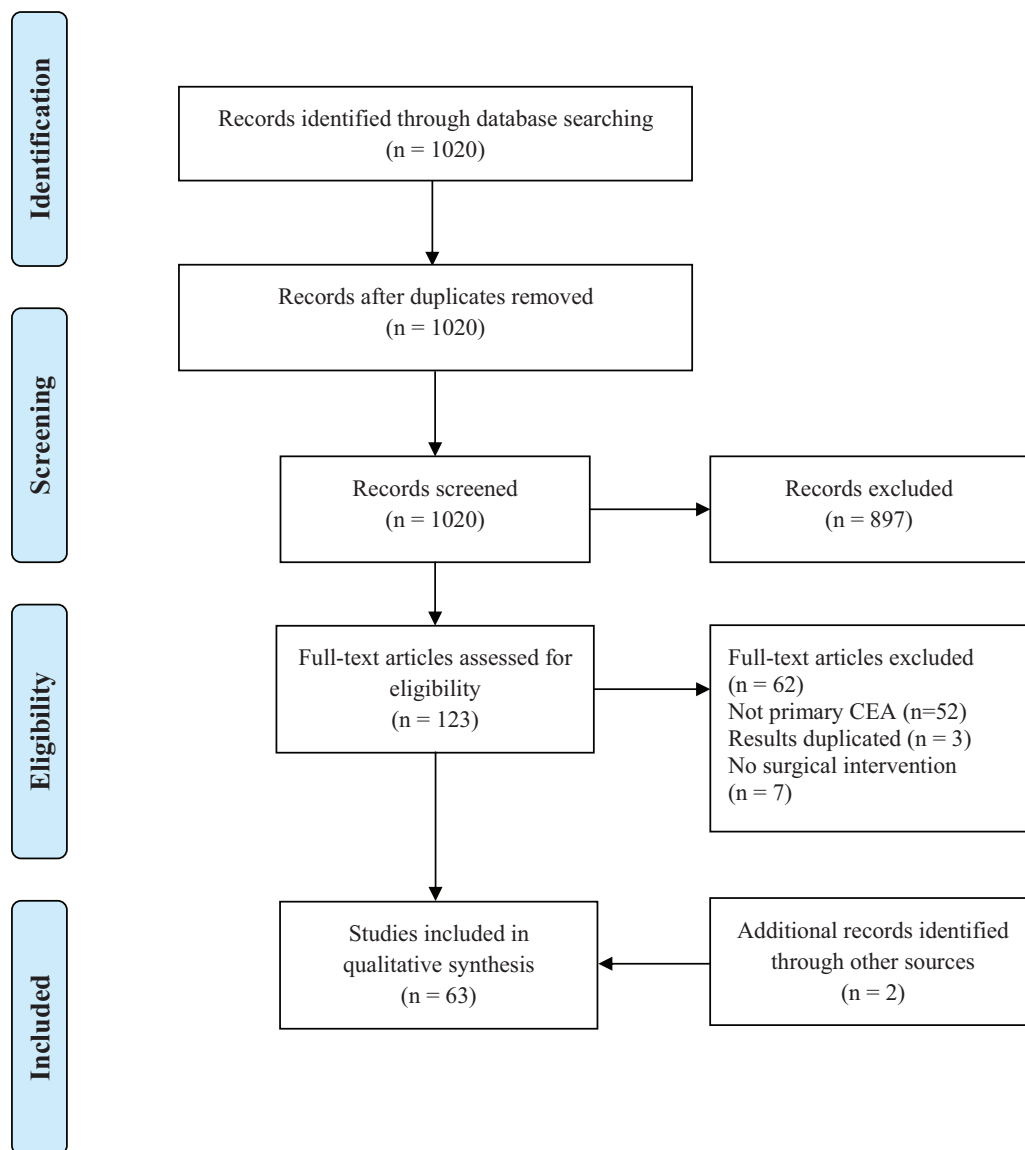 Identification
Records identified through database searching
(n = 1020)
Records after duplicates removed
(n = 1020)
Screening
Records screened
(n = 1020)
Records excluded
(n = 897)
Eligibility
Full-text articles assessed for
eligibility
(n = 123)
Full-text articles excluded
(n = 62)
Not primary CEA (n=52)
Results duplicated (n = 3)
No surgical intervention
(n = 7)
Included
Studies included in
qualitative synthesis
(n = 63)
Additional records identified
through other sources
(n = 2)